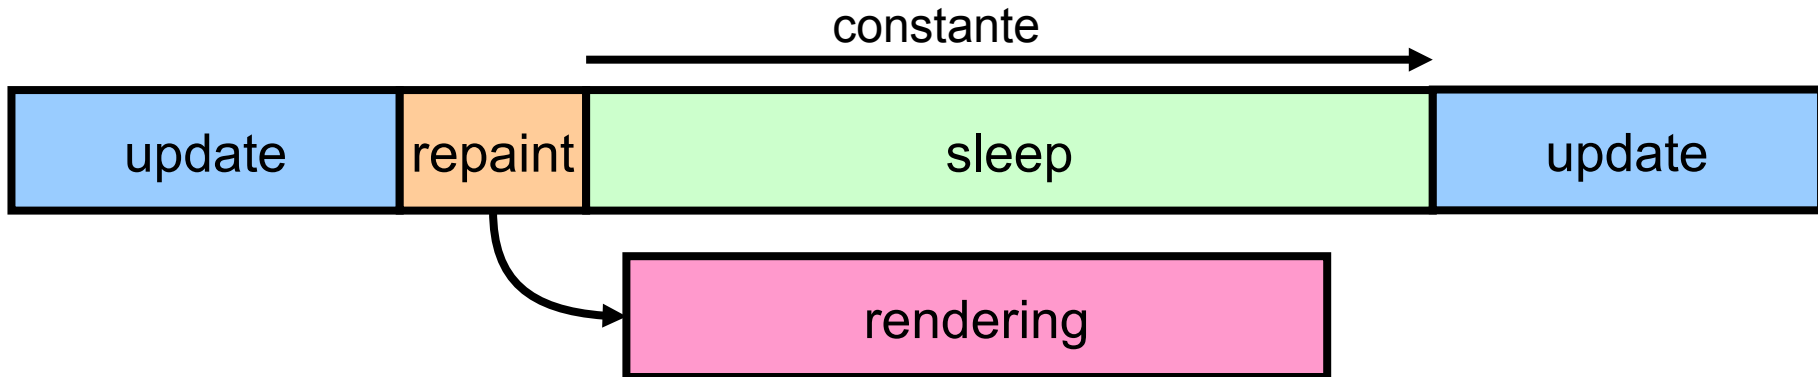 constante
update repaint sleep update
rendering